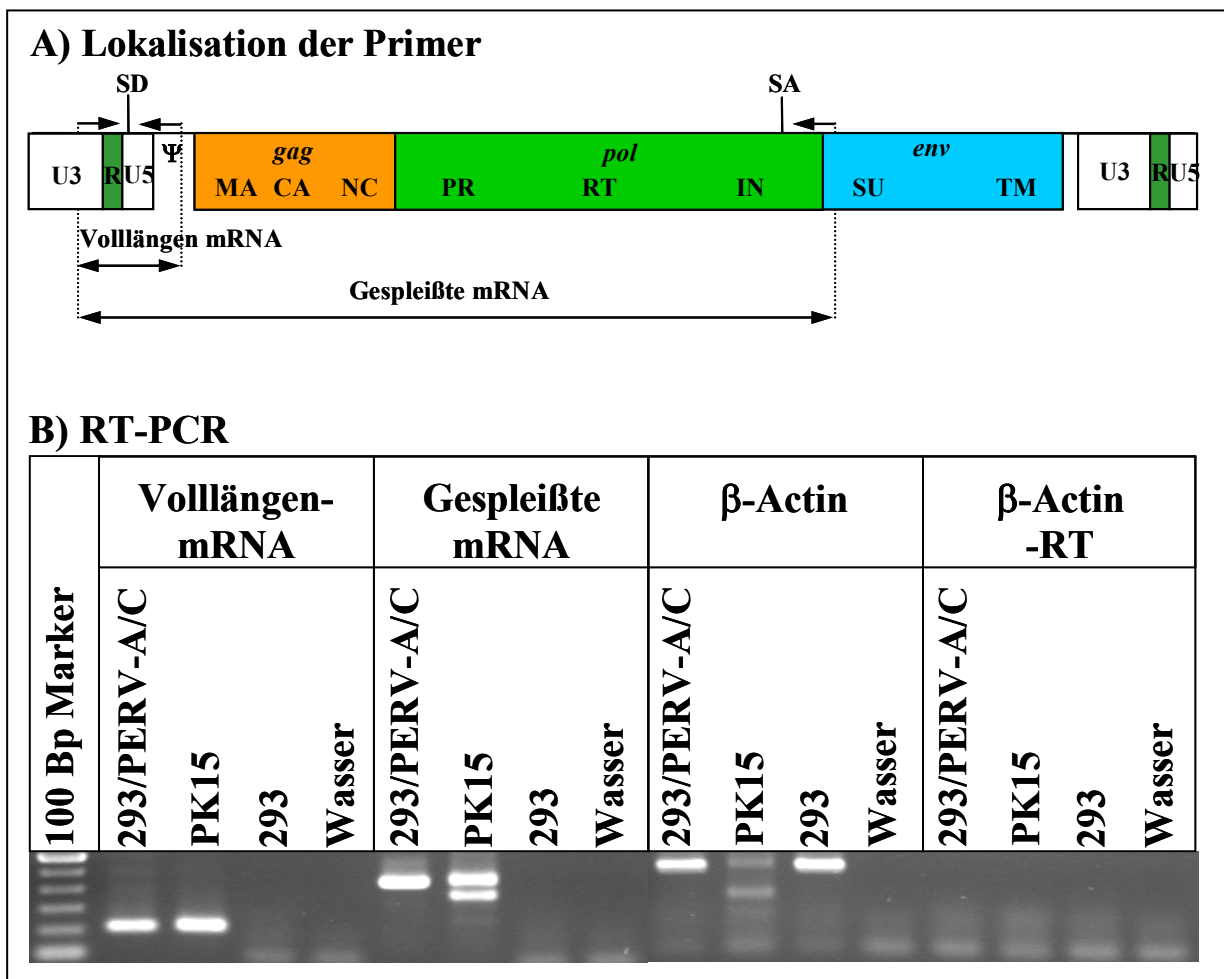 A) Lokalisation der Primer
SD
SA
Ψ
gag
pol
env
U3
R
U5
MA
CA
NC
PR
RT
IN
SU
TM
U3
R
U5
Volllängen mRNA
Gespleißte mRNA
B) RT-PCR
100 Bp Marker
Volllängen-
mRNA
Gespleißte
mRNA
β-Actin
β-Actin
-RT
293/PERV-A/C
PK15
293
Wasser
293/PERV-A/C
PK15
293
Wasser
293/PERV-A/C
PK15
293
Wasser
293/PERV-A/C
PK15
293
Wasser